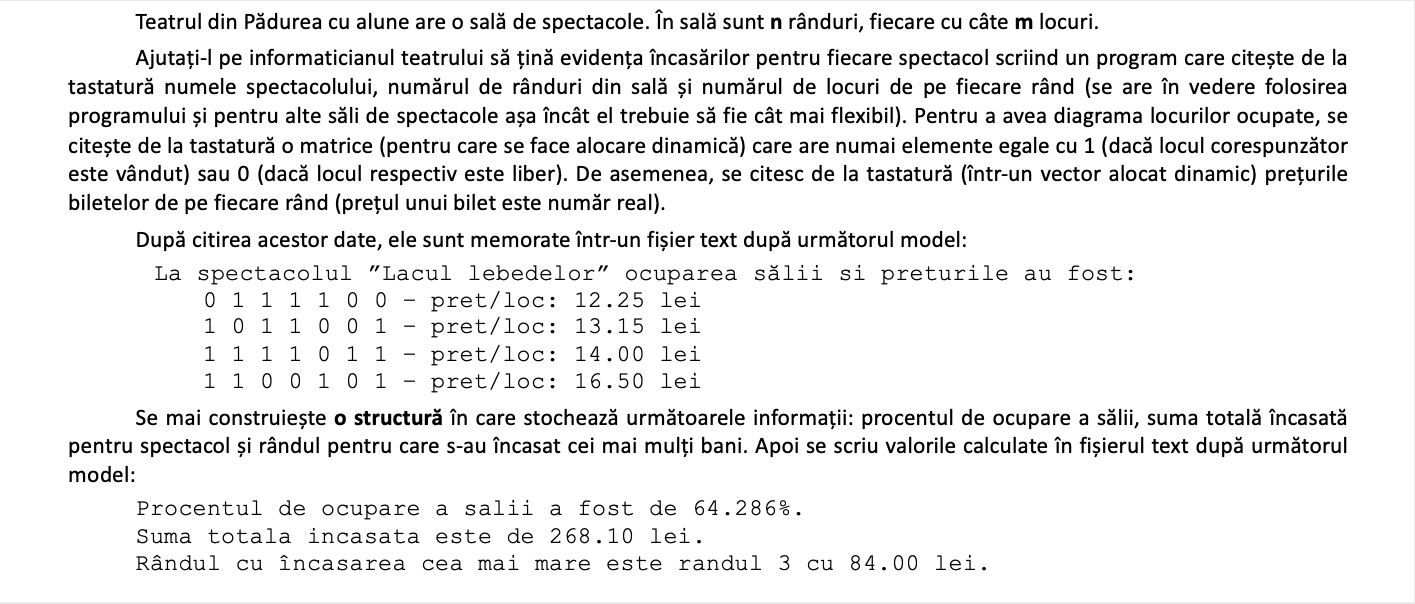 Teatrul din Pădurea cu alune are o sală de spectacole. În sală sunt n rânduri, fiecare cu câte m locuri.
Ajutați-l pe informaticianul teatrului să țină evidența încasărilor pentru fiecare spectacol scriind un program care citește de la
tastatură numele spectacolului, numărul de rânduri din sală și numărul de locuri de pe fiecare rând (se are în vedere folosirea
programului și pentru alte săli de spectacole așa încât el trebuie să fie cât mai flexibil). Pentru a avea diagrama locurilor ocupate, se
citește de la tastatură o matrice (pentru care se face alocare dinamică) care are numai elemente egale cu 1 (dacă locul corespunzător
este vândut) sau 0 (dacă locul respectiv este liber). De asemenea, se citesc de la tastatură (într-un vector alocat dinamic) prețurile
biletelor de pe fiecare rând (prețul unui bilet este număr real).
După citirea acestor date, ele sunt memorate într-un fișier text după următorul model:
La spectacolul ”Lacul lebedelor” ocuparea sălii si preturile au fost:
0 1 1 1 1 0 0 – pret/loc: 12.25 lei
1 0 1 1 0 0 1 – pret/loc: 13.15 lei
1 1 1 1 0 1 1 – pret/loc: 14.00 lei
1 1 0 0 1 0 1 – pret/loc: 16.50 lei
Se mai construiește o structură în care stochează următoarele informații: procentul de ocupare a sălii, suma totală încasată
pentru spectacol și rândul pentru care s-au încasat cei mai mulți bani. Apoi se scriu valorile calculate în fișierul text după următorul
model:
Procentul de ocupare a salii a fost de 64.286%.
Suma totala incasata este de 268.10 lei.
Rândul cu încasarea cea mai mare este randul 3 cu 84.00 lei.